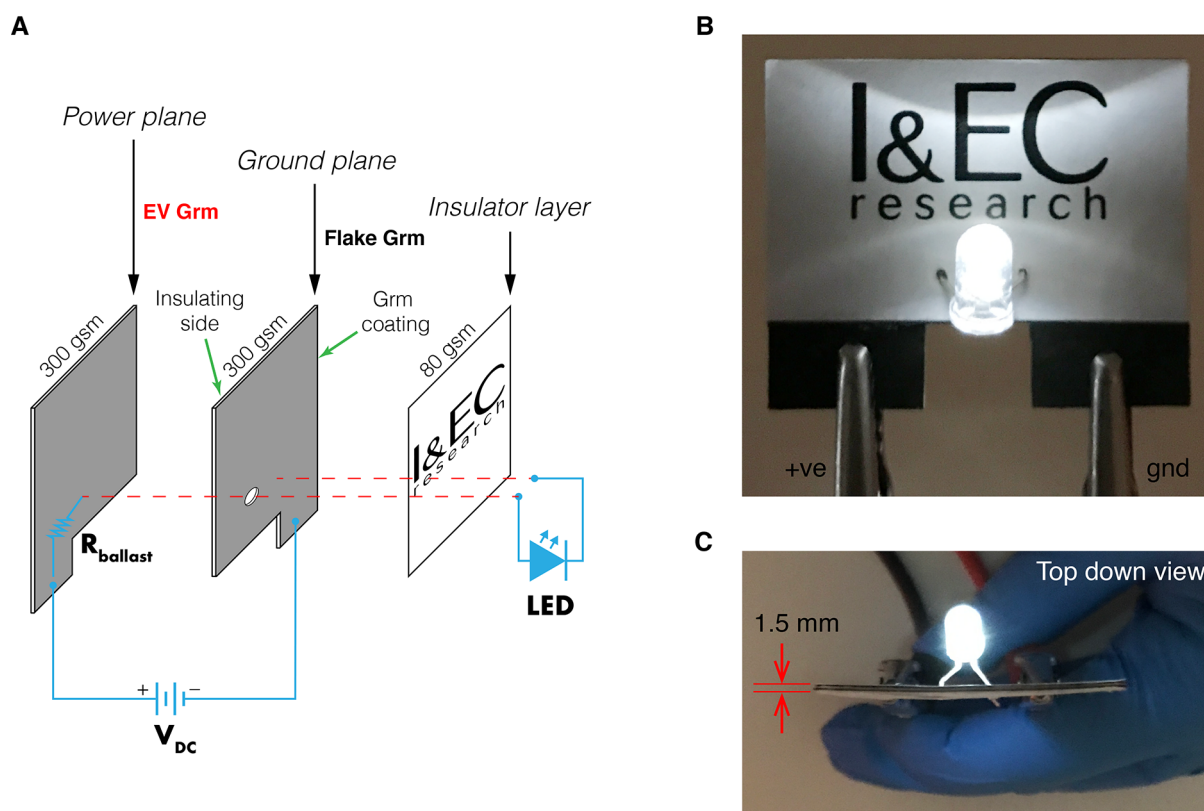 A
Power plane
EV Grm
Ground plane
Flake Grm
Insulator layer
Insulating
side
Grm
coating
300 gsm
300 gsm
80 gsm
I&EC
research
Rballast
LED
+ −
VDC
B
I&EC
research
+ve
gnd
C
Top down view
1.5 mm